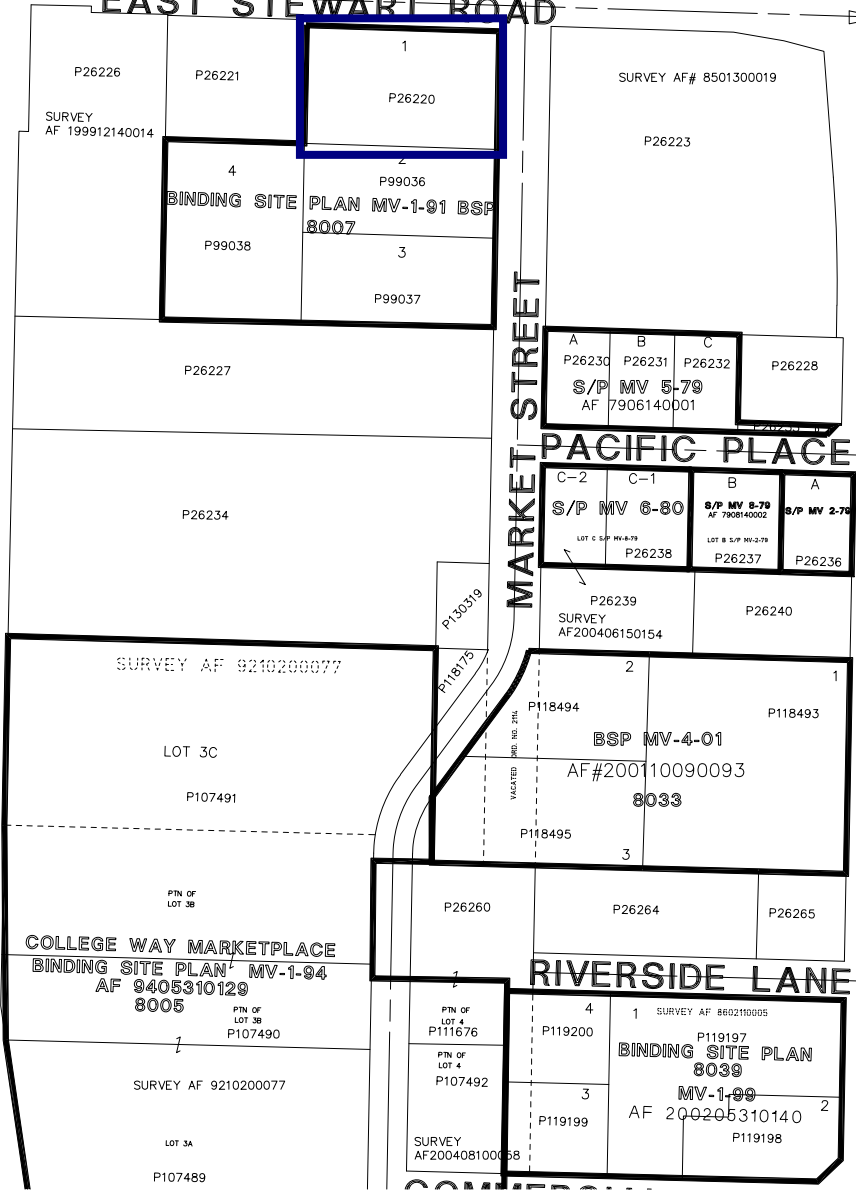 EAST STEWART ROAD
P26226
P26221
1
P26220
SURVEY AF# 8501300019
SURVEY
AF 199912140014
P26223
4
2
P99036
BINDING SITE PLAN MV-1-91 BSP
8007
P99038
3
P99037
MARKET STREET
A
B
C
P26230
P26231
P26232
P26228
S/P MV 5-79
AF 7906140001
P26227
PACIFIC PLACE
C-2
C-1
B
A
S/P MV 6-80
S/P MV 8-79
AF 7908140002
S/P MV 2-79
LOT C S/P MV-8-79
LOT B S/P MV-2-79
P26238
P26237
P26236
P26234
MARKET STREET
P26239
SURVEY
AF200406150154
P26240
P130319
P118175
SURVEY AF 9210200077
2
1
P118494
P118493
VACATED ORD. NO. 2114
BSP MV-4-01
AF#200110090093
8033
LOT 3C
P107491
P118495
3
PTN OF
LOT 3B
P26260
P26264
P26265
COLLEGE WAY MARKETPLACE
BINDING SITE PLAN MV-1-94
AF 9405310129
8005
RIVERSIDE LANE
PTN OF
LOT 3B
P107490
PTN OF
LOT 4
P111676
4
P119200
1
SURVEY AF 8602110005
P119197
BINDING SITE PLAN
8039
MV-1-99
AF 200205310140
PTN OF
LOT 4
P107492
SURVEY AF 9210200077
3
P119199
2
P119198
LOT 3A
SURVEY
AF200408100058
P107489